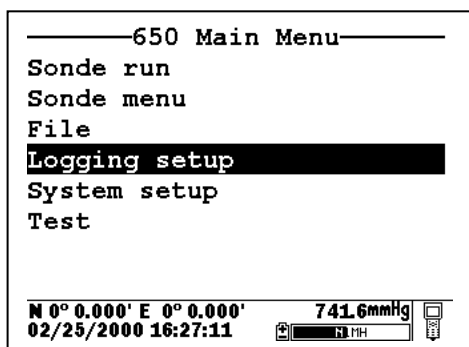 650 Main Menu
Sonde run
Sonde menu
File
Logging setup
System setup
Test
N 0° 0.000' E 0° 0.000' 741.6mmHg
02/25/2000 16:27:11 NiMH